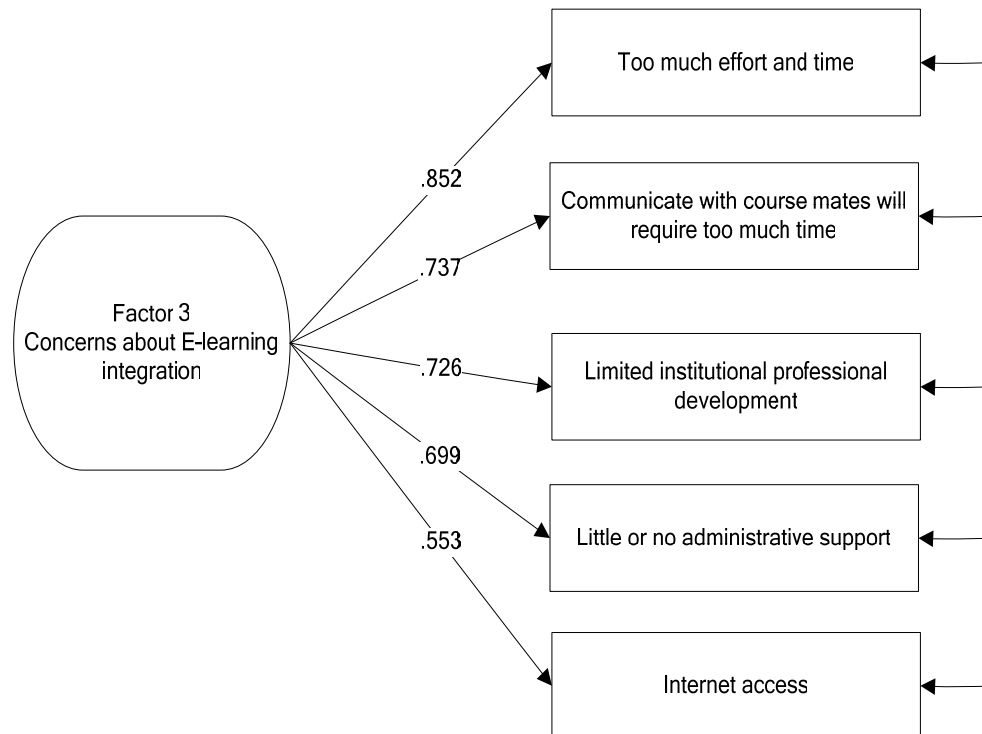 Too much effort and time
.852
Communicate with course mates will
require too much time
.737
Factor 3
Concerns about E-learning
integration
.726
Limited institutional professional
development
.699
Little or no administrative support
.553
Internet access